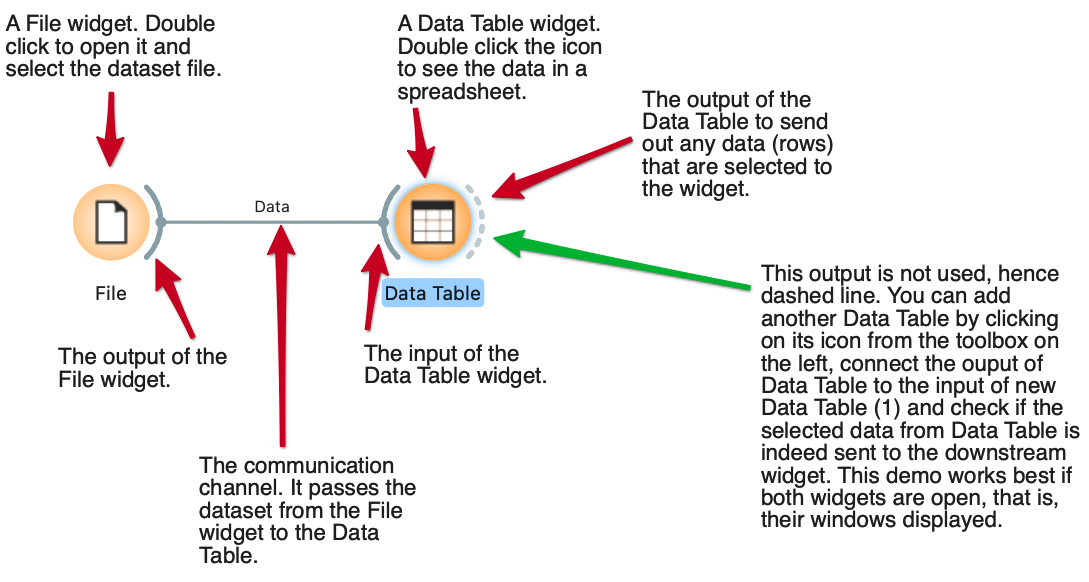 A File widget. Double
click to open it and
select the dataset file.
A Data Table widget.
Double click the icon
to see the data in a
spreadsheet.
The output of the
Data Table to send
out any data (rows)
that are selected to
the widget.
Data
File
Data Table
The output of the
File widget.
The input of the
Data Table widget.
This output is not used, hence
dashed line. You can add
another Data Table by clicking
on its icon from the toolbox on
the left, connect the ouput of
Data Table to the input of new
Data Table (1) and check if the
selected data from Data Table is
indeed sent to the downstream
widget. This demo works best if
both widgets are open, that is,
their windows displayed.
The communication
channel. It passes the
dataset from the File
widget to the Data
Table.